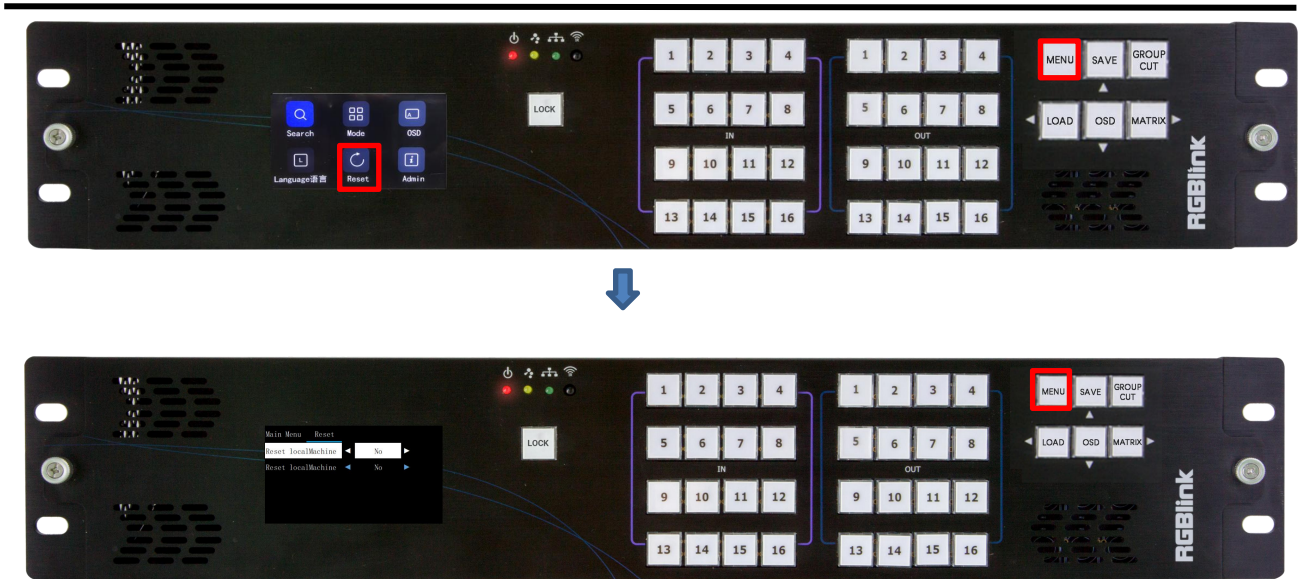 1 2 3 4
1 2 3 4
MENU SAVE GROUP CUT
Search Mode OSD
LOCK
5 6 7 8
5 6 7 8
LOAD OSD MATRIX
IN
OUT
L
A
i
Language语言 Reset Admin
9 10 11 12
9 10 11 12
13 14 15 16
13 14 15 16
RGBlink
1 2 3 4
1 2 3 4
MENU SAVE GROUP CUT
Main Menu Reset
Reset localMachine No
Reset localMachine No
LOCK
5 6 7 8
5 6 7 8
LOAD OSD MATRIX
IN
OUT
9 10 11 12
9 10 11 12
13 14 15 16
13 14 15 16
RGBlink